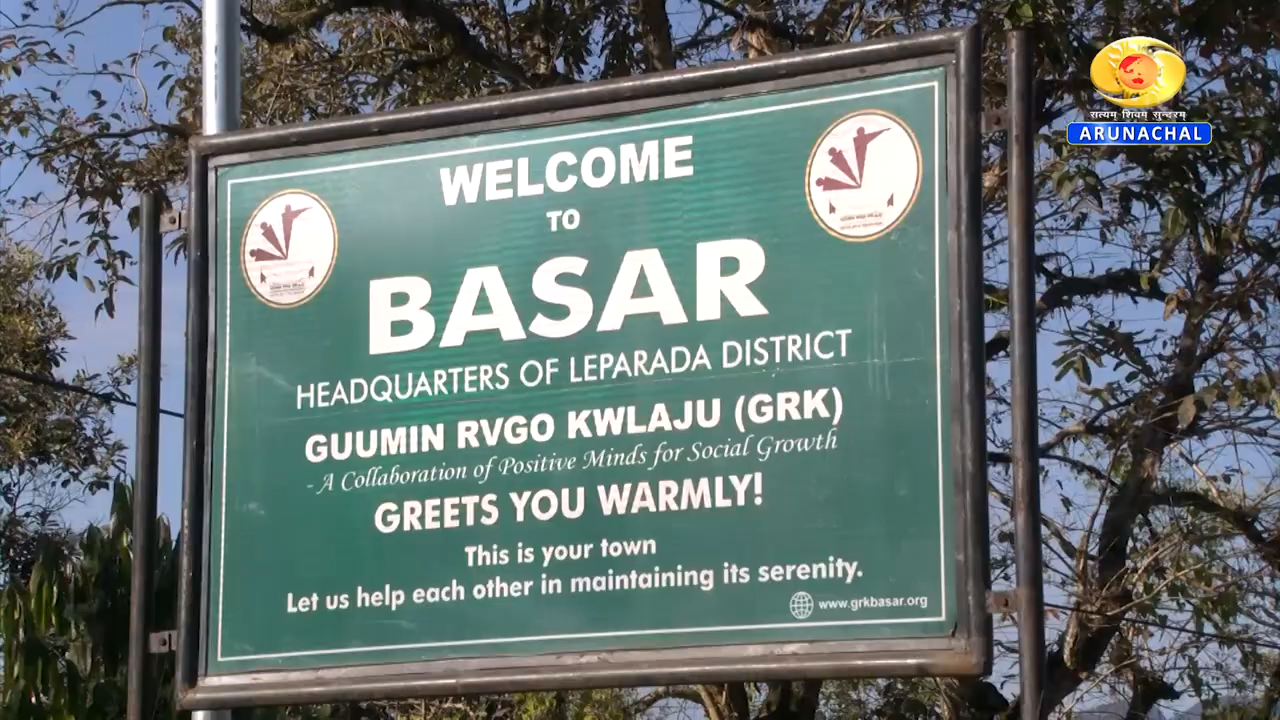 सत्यम् शिवम् सुन्दरम्
ARUNACHAL
WELCOME
TO
BASAR
HEADQUARTERS OF LEPARADA DISTRICT
GUUMIN RVGO KWLAJU (GRK)
- A Collaboration of Positive Minds for Social Growth
GREETS YOU WARMLY!
This is your town
Let us help each other in maintaining its serenity.
www.grkbasar.org